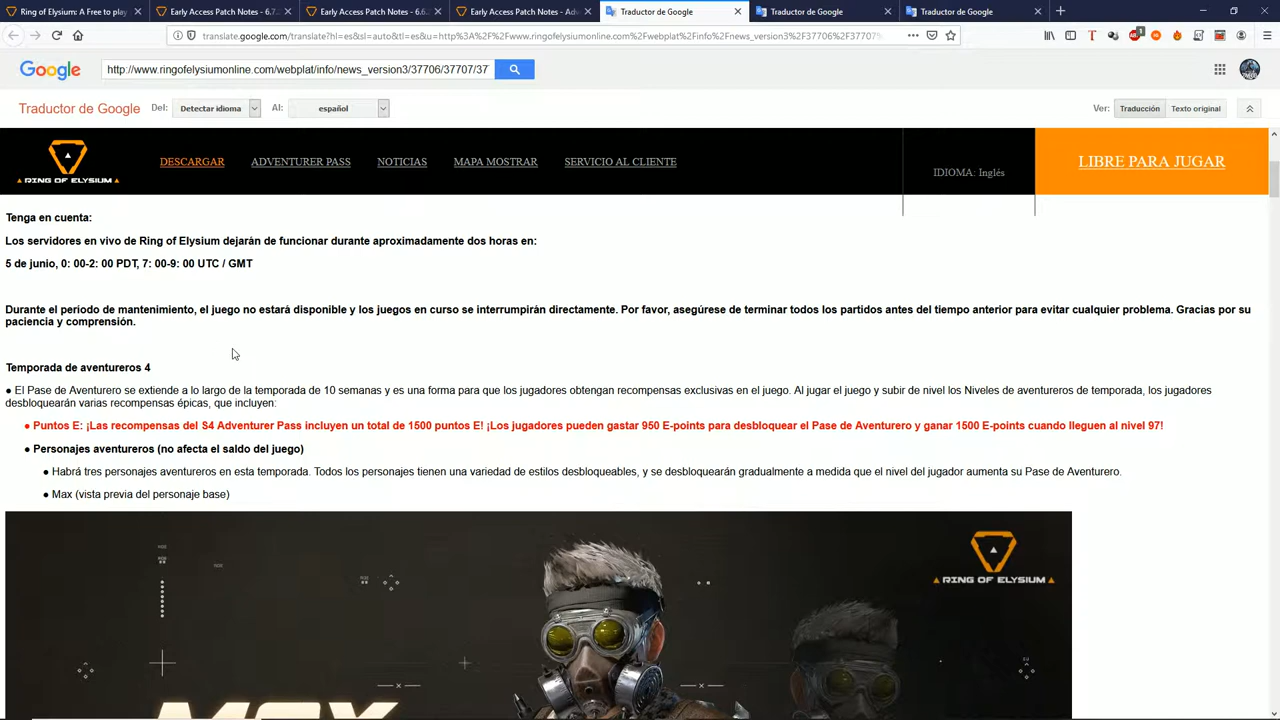 Ring of Elysium: A Free to play
Early Access Patch Notes - 6.7.
Early Access Patch Notes - 6.6.
Early Access Patch Notes - Adv
Traductor de Google
Traductor de Google
Traductor de Google
translate.google.com/translate?hl=es&sl=auto&tl=es&u=http%3A%2F%2Fwww.ringofelysiumonline.com%2Fwebplat%2Finfo%2Fnews_version3%2F37706%2F37707%
Google
http://www.ringofelysiumonline.com/webplat/info/news_version3/37706/37707/37
Traductor de Google
Del:
Detectar idioma
Al:
español
Ver:
Traducción
Texto original
RING OF ELYSIUM
DESCARGAR
ADVENTURER PASS
NOTICIAS
MAPA MOSTRAR
SERVICIO AL CLIENTE
IDIOMA: Inglés
LIBRE PARA JUGAR
Tenga en cuenta:
Los servidores en vivo de Ring of Elysium dejarán de funcionar durante aproximadamente dos horas en:
5 de junio, 0: 00-2: 00 PDT, 7: 00-9: 00 UTC / GMT
Durante el período de mantenimiento, el juego no estará disponible y los juegos en curso se interrumpirán directamente. Por favor, asegúrese de terminar todos los partidos antes del tiempo anterior para evitar cualquier problema. Gracias por su
paciencia y comprensión.
Temporada de aventureros 4
● El Pase de Aventurero se extiende a lo largo de la temporada de 10 semanas y es una forma para que los jugadores obtengan recompensas exclusivas en el juego. Al jugar el juego y subir de nivel los Niveles de aventureros de temporada, los jugadores
desbloquearán varias recompensas épicas, que incluyen:
● Puntos E: ¡Las recompensas del S4 Adventurer Pass incluyen un total de 1500 puntos E! ¡Los jugadores pueden gastar 950 E-points para desbloquear el Pase de Aventurero y ganar 1500 E-points cuando lleguen al nivel 97!
● Personajes aventureros (no afecta el saldo del juego)
● Habrá tres personajes aventureros en esta temporada. Todos los personajes tienen una variedad de estilos desbloqueables, y se desbloquearán gradualmente a medida que el nivel del jugador aumenta su Pase de Aventurero.
● Max (vista previa del personaje base)
RING OF ELYSIUM
MAX